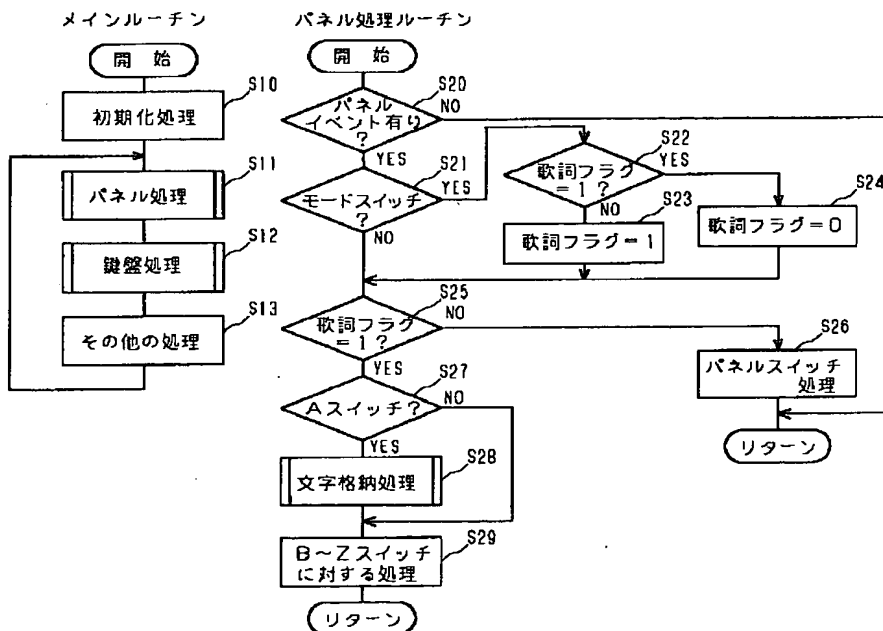 メインルーチン
開始
S10
初期化処理
S11
パネル処理
S12
鍵盤処理
S13
その他の処理
パネル処理ルーチン
開始
S20
パネル
イベント有り
?
NO
YES
S21
モードスイッチ
?
YES
NO
S22
歌詞フラグ
=1?
YES
NO
S23
歌詞フラグ=1
S24
歌詞フラグ=0
S25
歌詞フラグ
=1?
NO
YES
S26
パネルスイッチ
処理
リターン
S27
Aスイッチ?
NO
YES
S28
文字格納処理
S29
B~Zスイッチ
に対する処理
リターン